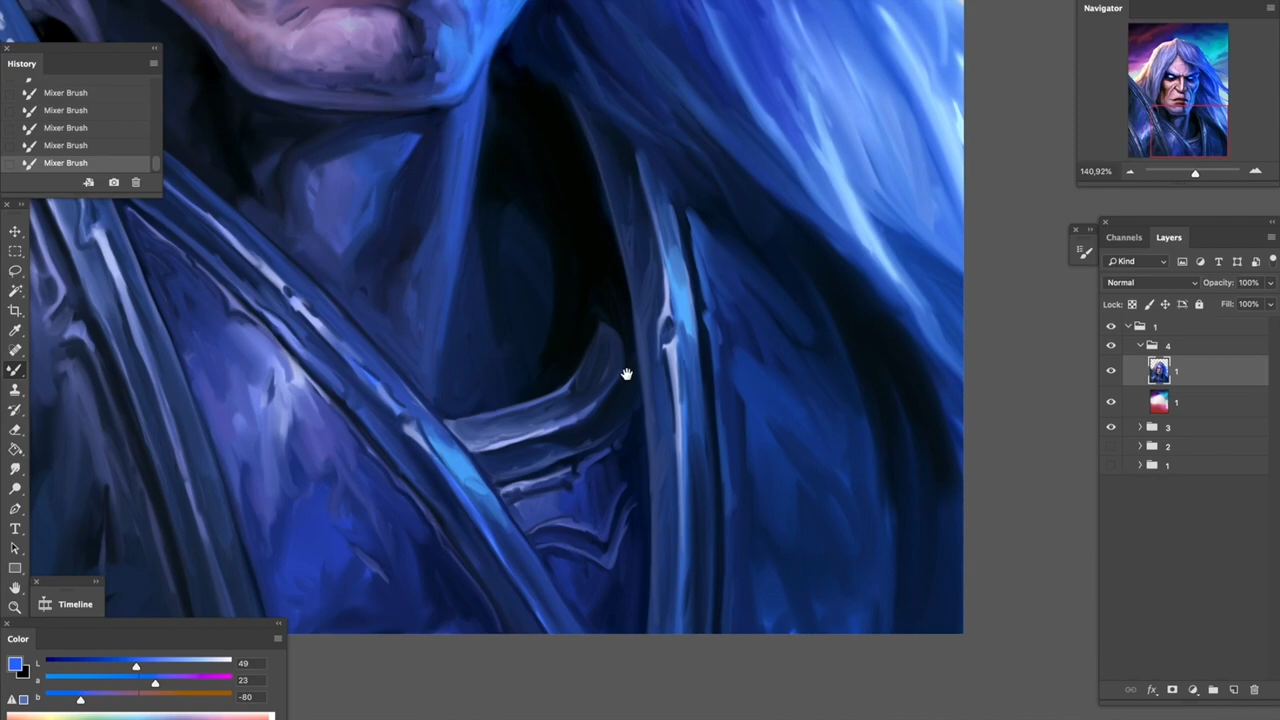 History
Mixer Brush
Mixer Brush
Mixer Brush
Mixer Brush
Mixer Brush
T
Timeline
Color
L 49
a 23
b -80
Navigator
140,92%
Channels Layers
Kind T
Normal Opacity: 100%
Lock: Fill: 100%
1
4
1
1
3
2
1
fx